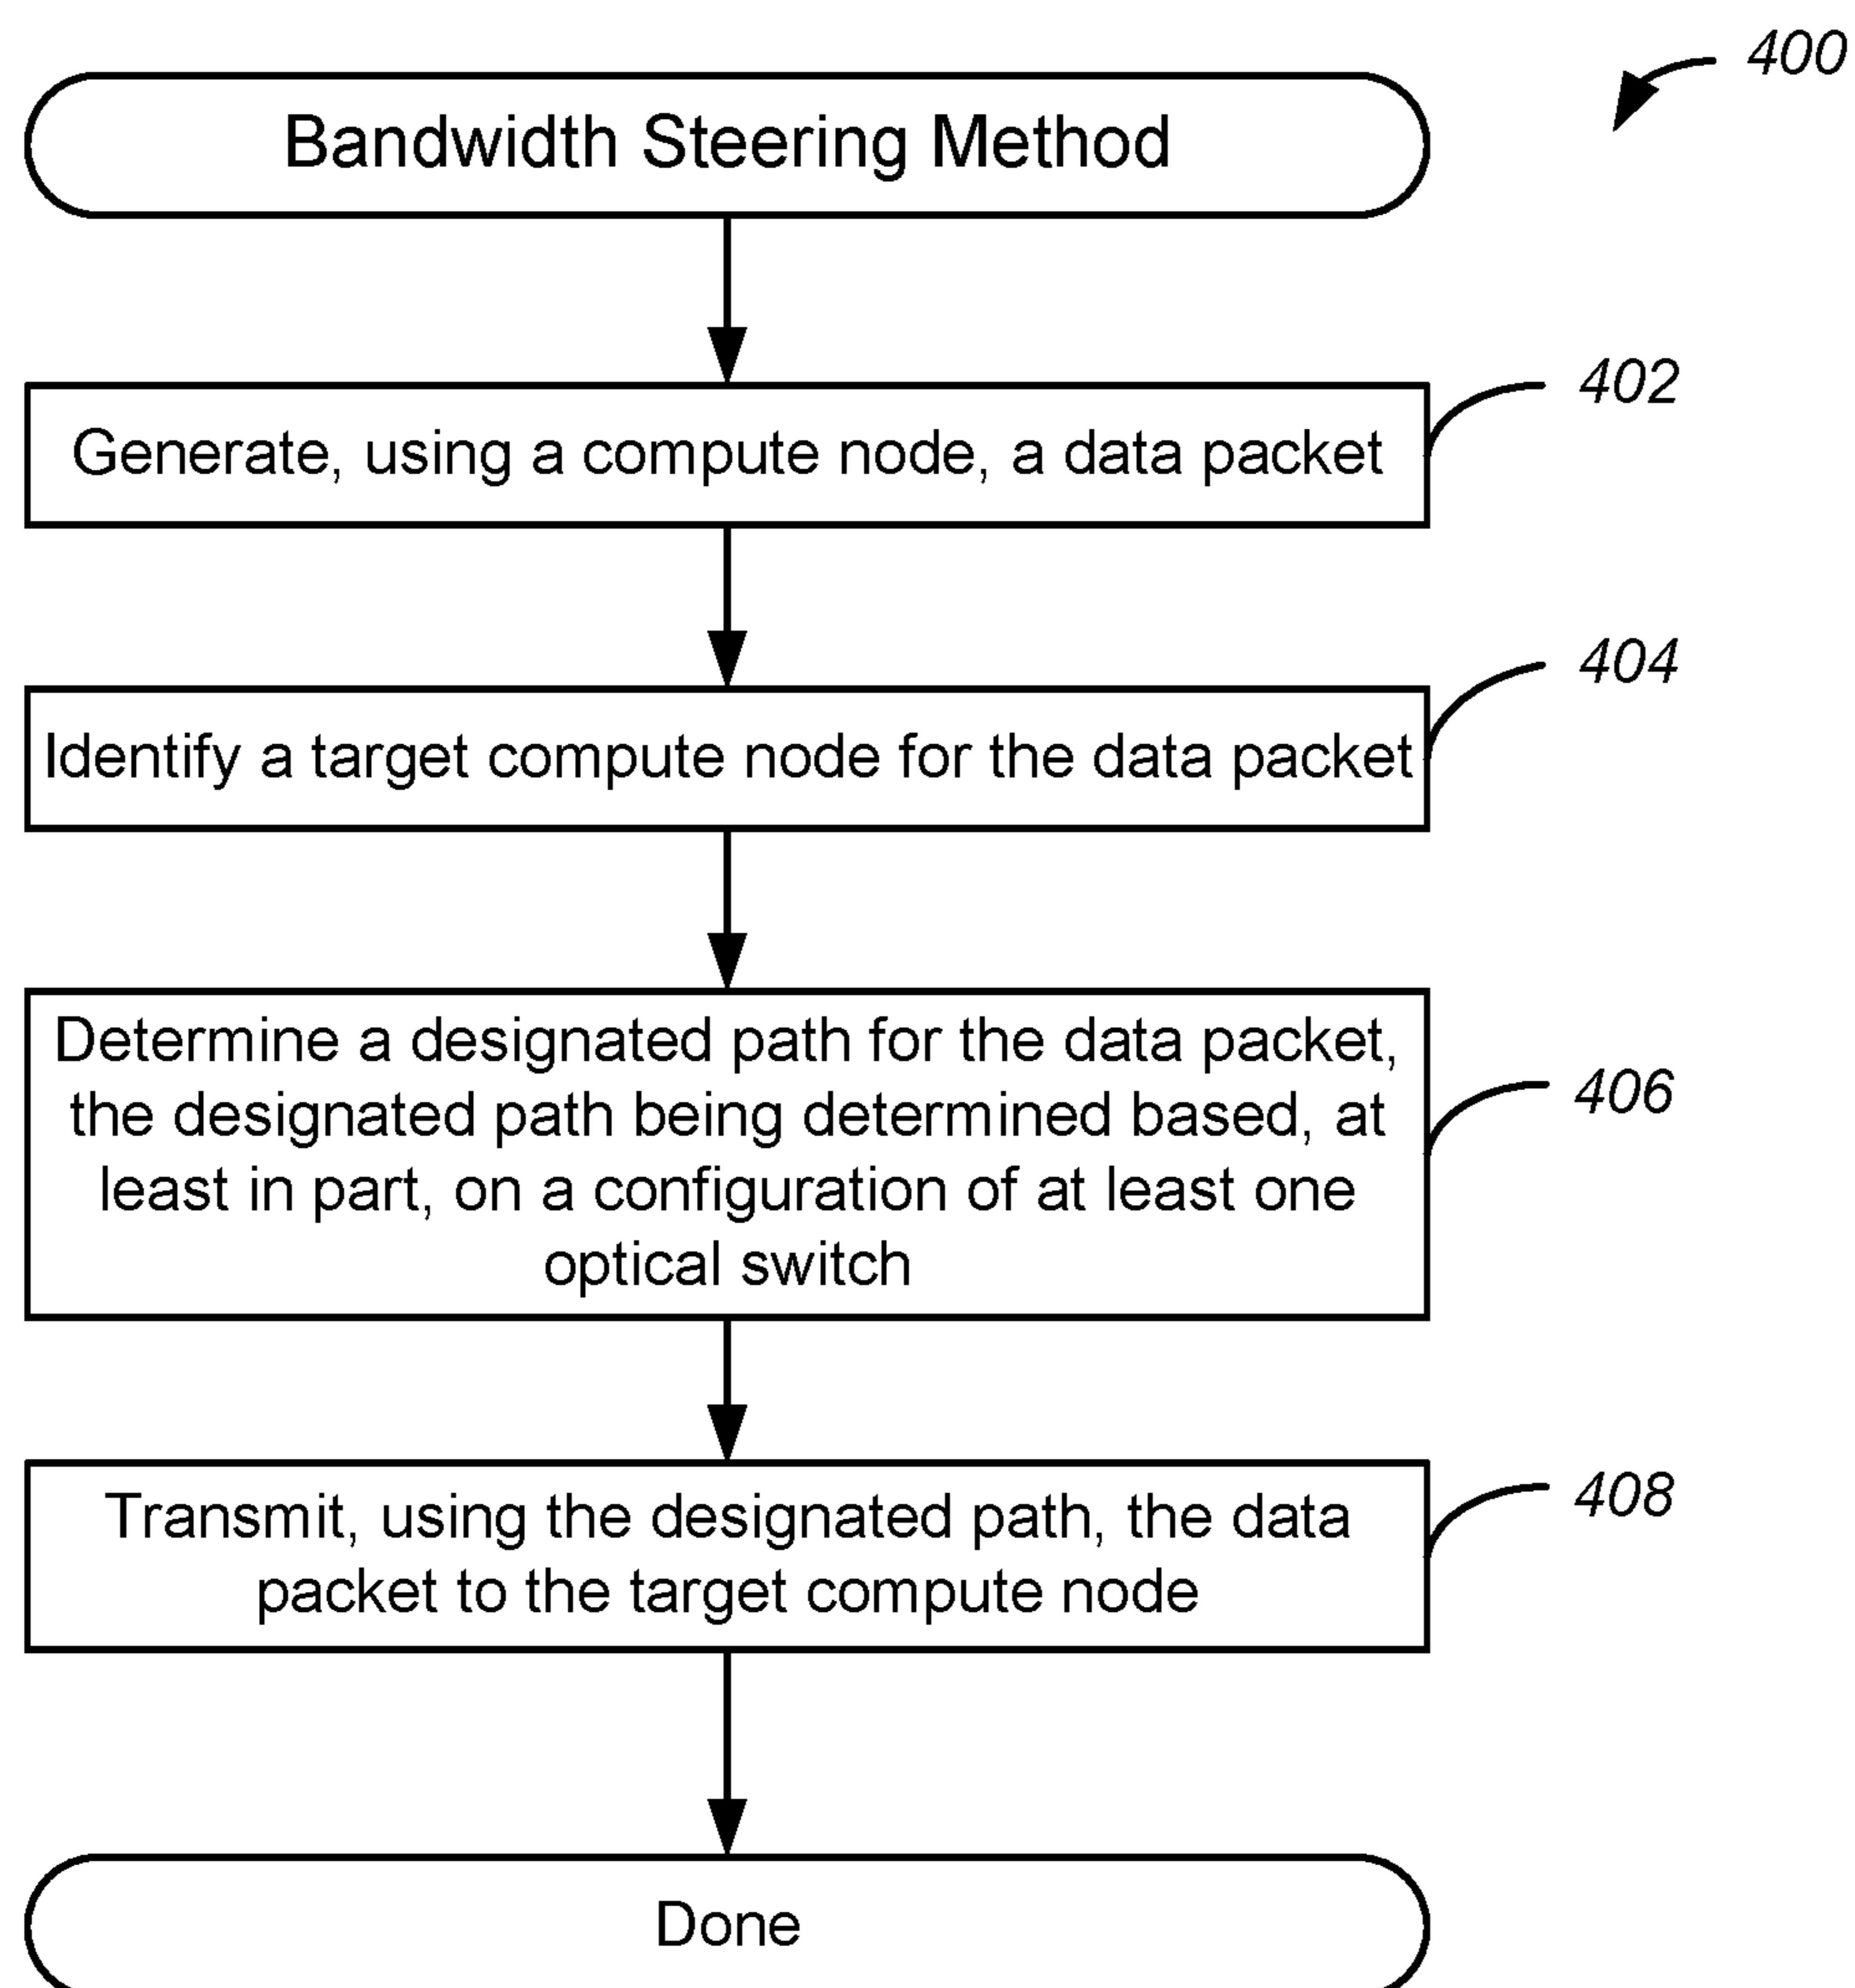 400
Bandwidth Steering Method
402
Generate, using a compute node, a data packet
404
Identify a target compute node for the data packet
Determine a designated path for the data packet,
the designated path being determined based, at
least in part, on a configuration of at least one
optical switch
406
Transmit, using the designated path, the data
packet to the target compute node
408
Done